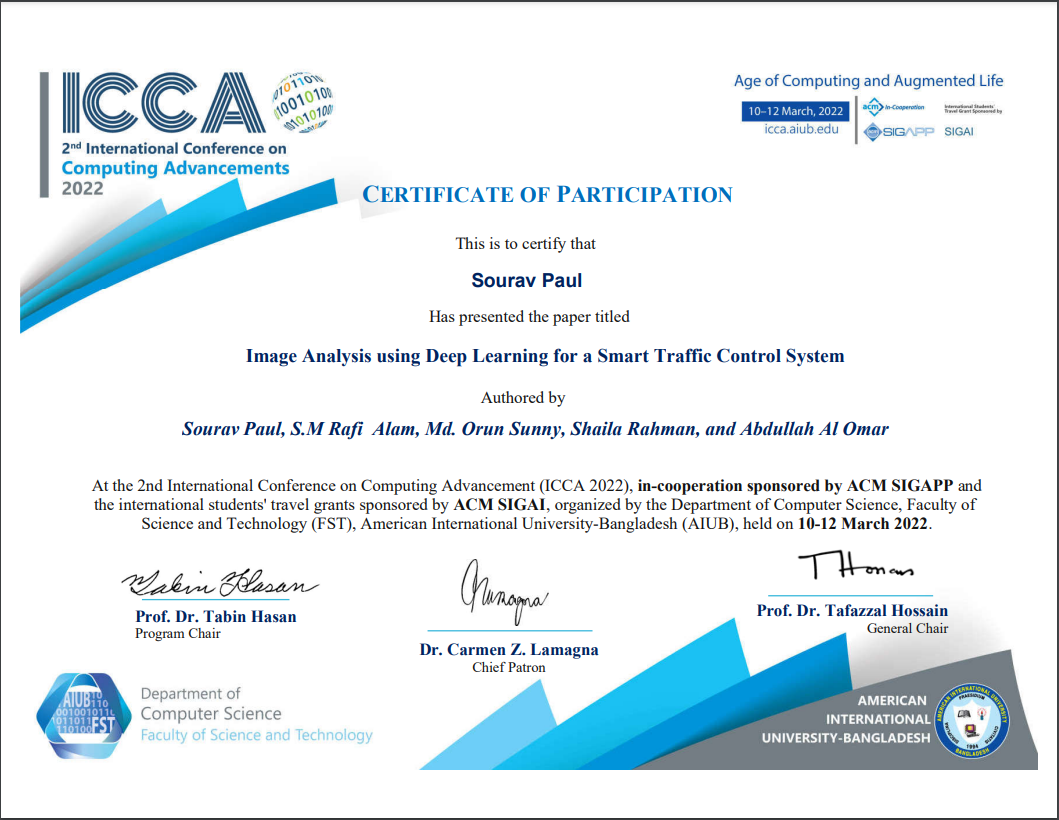 ICCA
2nd International Conference on
Computing Advancements
2022
Age of Computing and Augmented Life
10–12 March, 2022
icca.aiub.edu
acm In-Cooperation
International Students'
Travel Grant Sponsored by
SIGAPP
SIGAI
CERTIFICATE OF PARTICIPATION
This is to certify that
Sourav Paul
Has presented the paper titled
Image Analysis using Deep Learning for a Smart Traffic Control System
Authored by
Sourav Paul, S.M Rafi Alam, Md. Orun Sunny, Shaila Rahman, and Abdullah Al Omar
At the 2nd International Conference on Computing Advancement (ICCA 2022), in-cooperation sponsored by ACM SIGAPP and
the international students' travel grants sponsored by ACM SIGAI, organized by the Department of Computer Science, Faculty of
Science and Technology (FST), American International University-Bangladesh (AIUB), held on 10-12 March 2022.
Tabin Hasan
Prof. Dr. Tabin Hasan
Program Chair
Dr. Carmen Z. Lamagna
Chief Patron
Prof. Dr. Tafazzal Hossain
General Chair
AIUB
FST
Department of
Computer Science
Faculty of Science and Technology
AMERICAN
INTERNATIONAL
UNIVERSITY-BANGLADESH
AMERICAN INTERNATIONAL UNIVERSITY
1994
BANGLADESH